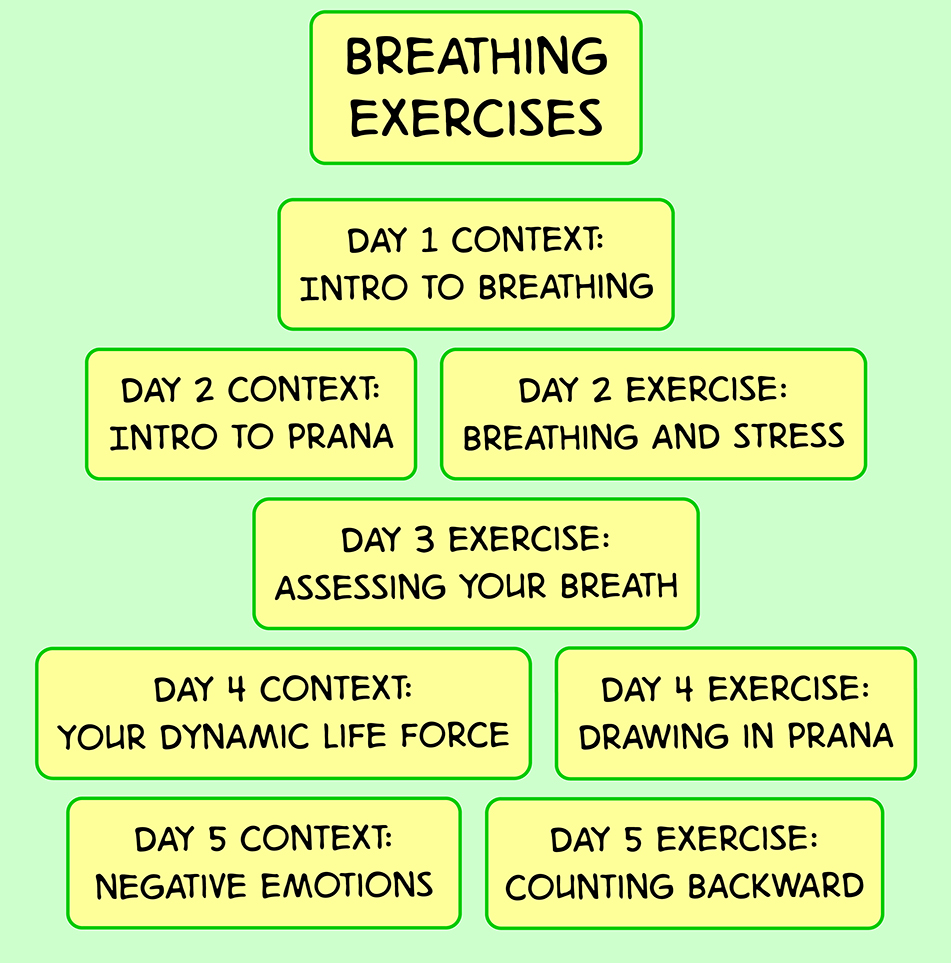 BREATHING
EXERCISES
DAY 1 CONTEXT:
INTRO TO BREATHING
DAY 2 CONTEXT:
INTRO TO PRANA
DAY 2 EXERCISE:
BREATHING AND STRESS
DAY 3 EXERCISE:
ASSESSING YOUR BREATH
DAY 4 CONTEXT:
YOUR DYNAMIC LIFE FORCE
DAY 4 EXERCISE:
DRAWING IN PRANA
DAY 5 CONTEXT:
NEGATIVE EMOTIONS
DAY 5 EXERCISE:
COUNTING BACKWARD